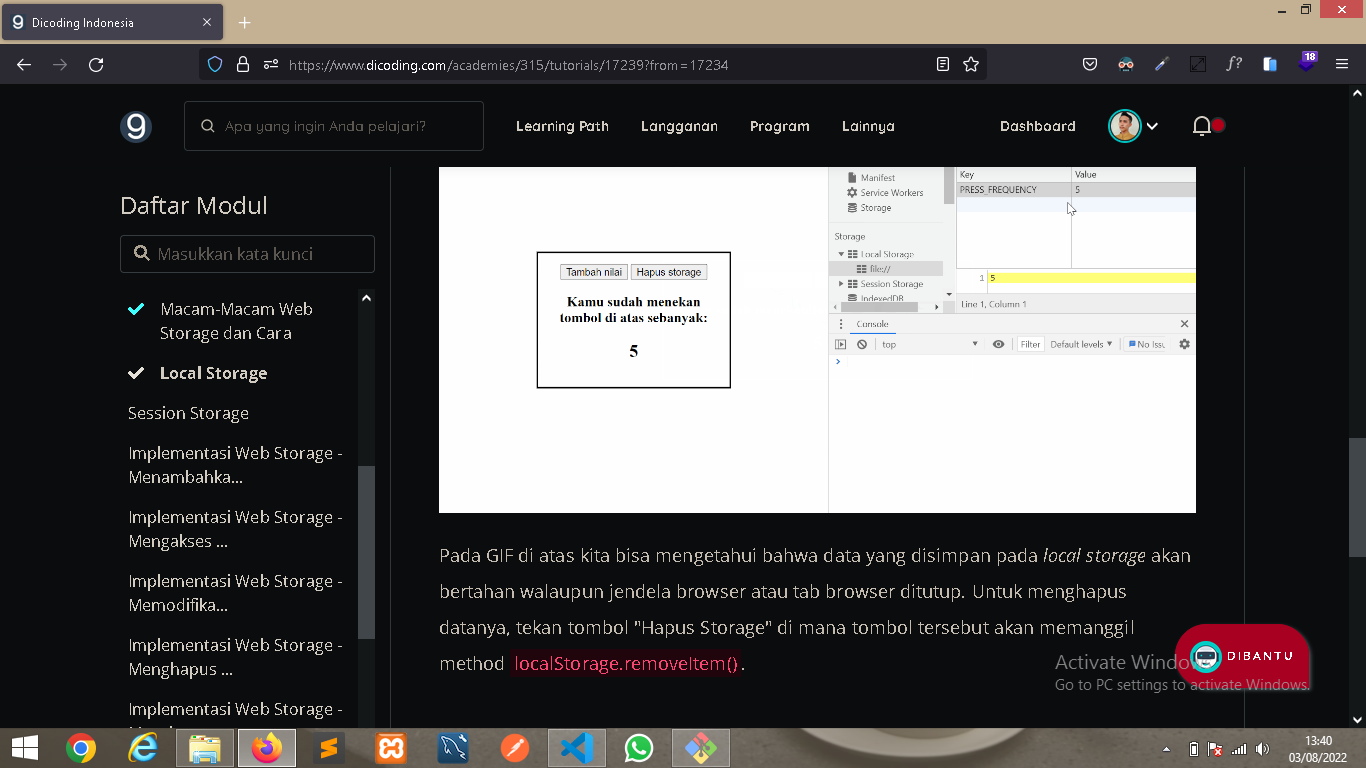 Dicoding Indonesia
https://www.dicoding.com/academies/315/tutorials/17239?from=17234
18
Apa yang ingin Anda pelajari?
Learning Path
Langganan
Program
Lainnya
Dashboard
Daftar Modul
Masukkan kata kunci
Macam-Macam Web
Storage dan Cara
Local Storage
Session Storage
Implementasi Web Storage -
Menambahka...
Implementasi Web Storage -
Mengakses ...
Implementasi Web Storage -
Memodifika...
Implementasi Web Storage -
Menghapus ...
Implementasi Web Storage -
Tambah nilai
Hapus storage
Kamu sudah menekan
tombol di atas sebanyak:
5
Manifest
Service Workers
Storage
Storage
Local Storage
file://
Session Storage
IndexedDB
Key Value
PRESS_FREQUENCY 5
1 5
Line 1, Column 1
Console
top
Filter
Default levels
No Issu
Pada GIF di atas kita bisa mengetahui bahwa data yang disimpan pada local storage akan
bertahan walaupun jendela browser atau tab browser ditutup. Untuk menghapus
datanya, tekan tombol "Hapus Storage" di mana tombol tersebut akan memanggil
method localStorage.removeItem() .
DIBANTU
Activate Windo
Go to PC settings to activate Windows.
13:40
03/08/2022